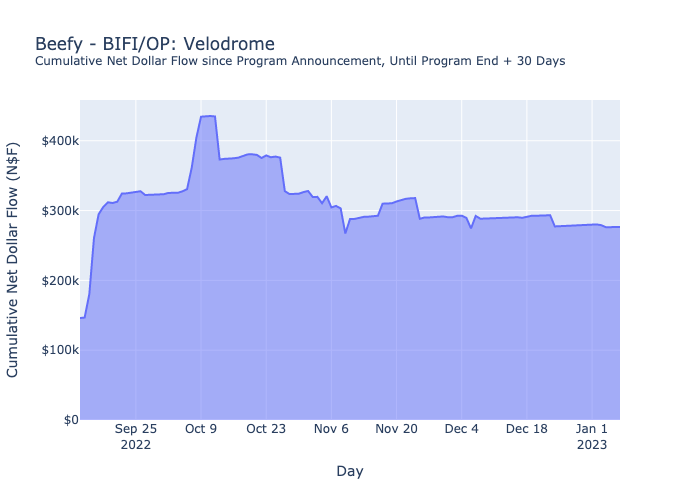 Beefy - BIFI/OP: Velodrome
Cumulative Net Dollar Flow since Program Announcement, Until Program End + 30 Days
Cumulative Net Dollar Flow (N$F)
$400k
$300k
$200k
$100k
$0
Sep 25 Oct 9 Oct 23 Nov 6 Nov 20 Dec 4 Dec 18 Jan 1
2022 2023
Day